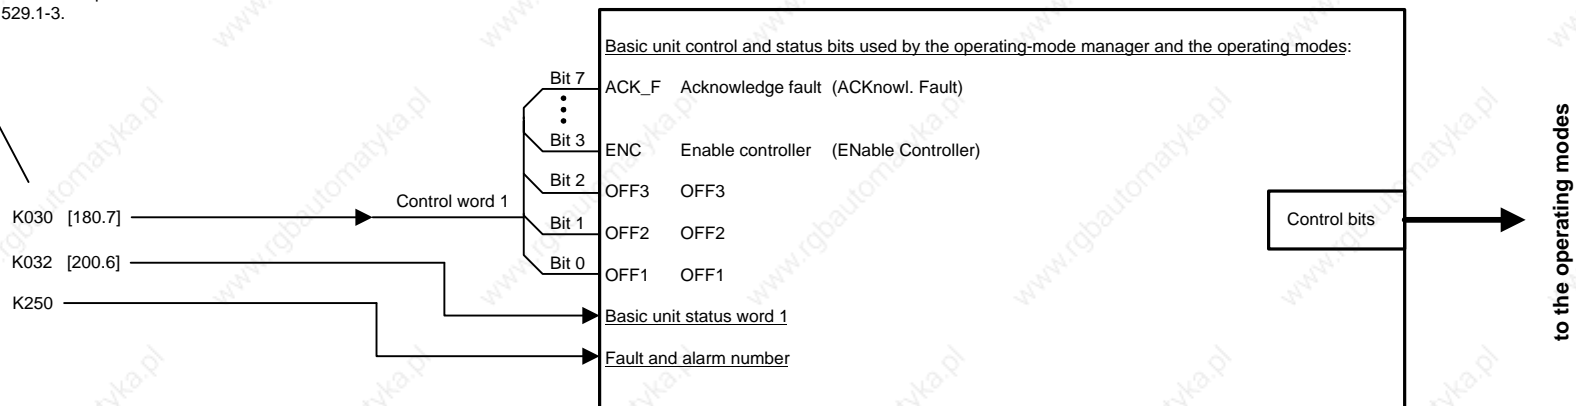 529.1-3.
Basic unit control and status bits used by the operating-mode manager and the operating modes:
Bit 7 ACK_F Acknowledge fault (ACKnowl. Fault)
Bit 3 ENC Enable controller (ENable Controller)
Bit 2 OFF3 OFF3
K030 [180.7] Control word 1
Bit 1 OFF2 OFF2
Control bits
K032 [200.6]
Bit 0 OFF1 OFF1
K250
Basic unit status word 1
Fault and alarm number
to the operating modes
www.rgbautomatyka.pl